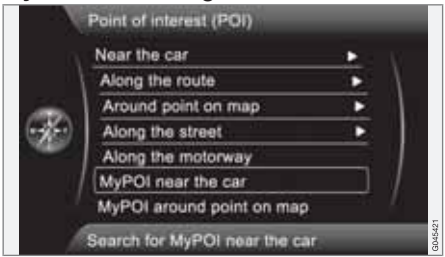 Point of interest (POI)
Near the car
Along the route
Around point on map
Along the street
Along the motorway
MyPOI near the car
MyPOI around point on map
Search for MyPOI near the car
G045421